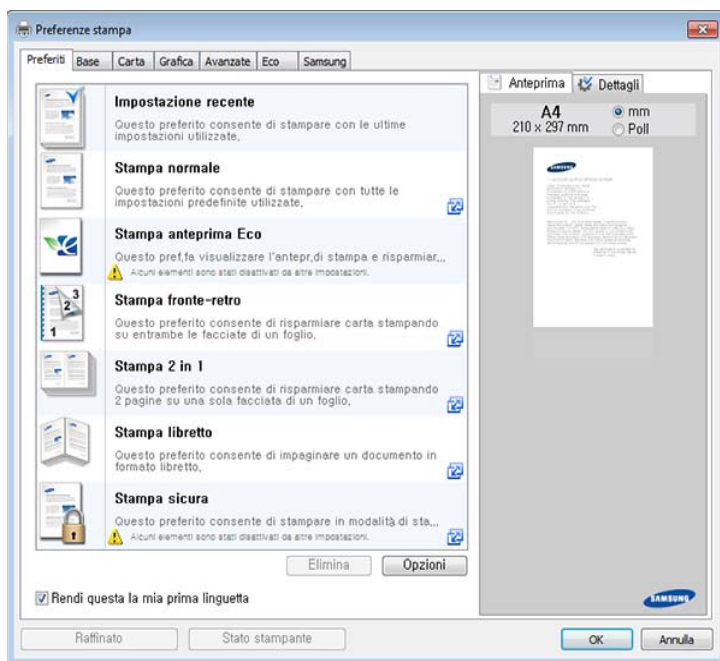 Preferenze stampa
Preferiti Base Carta Grafica Avanzate Eco Samsung
Impostazione recente
Questo preferito consente di stampare con le ultime
impostazioni utilizzate.
Stampa normale
Questo preferito consente di stampare con tutte le
impostazioni predefinite utilizzate.
Stampa anteprima Eco
Questo pref.fa visualizzare l'antepr.di stampa e risparmiar...
Alcuni elementi sono stati disattivati da altre impostazioni.
Stampa fronte-retro
Questo preferito consente di risparmiare carta stampando
su entrambe le facciate di un foglio.
Stampa 2 in 1
Questo preferito consente di risparmiare carta stampando
2 pagine su una sola facciata di un foglio.
Stampa libretto
Questo preferito consente di impaginare un documento in
formato libretto.
Stampa sicura
Questo preferito consente di stampare in modalità di sta...
Alcuni elementi sono stati disattivati da altre impostazioni.
Elimina Opzioni
Rendi questa la mia prima linguetta
Anteprima Dettagli
A4
210 x 297 mm
mm
Poll
SAMSUNG
Raffinato Stato stampante OK Annulla